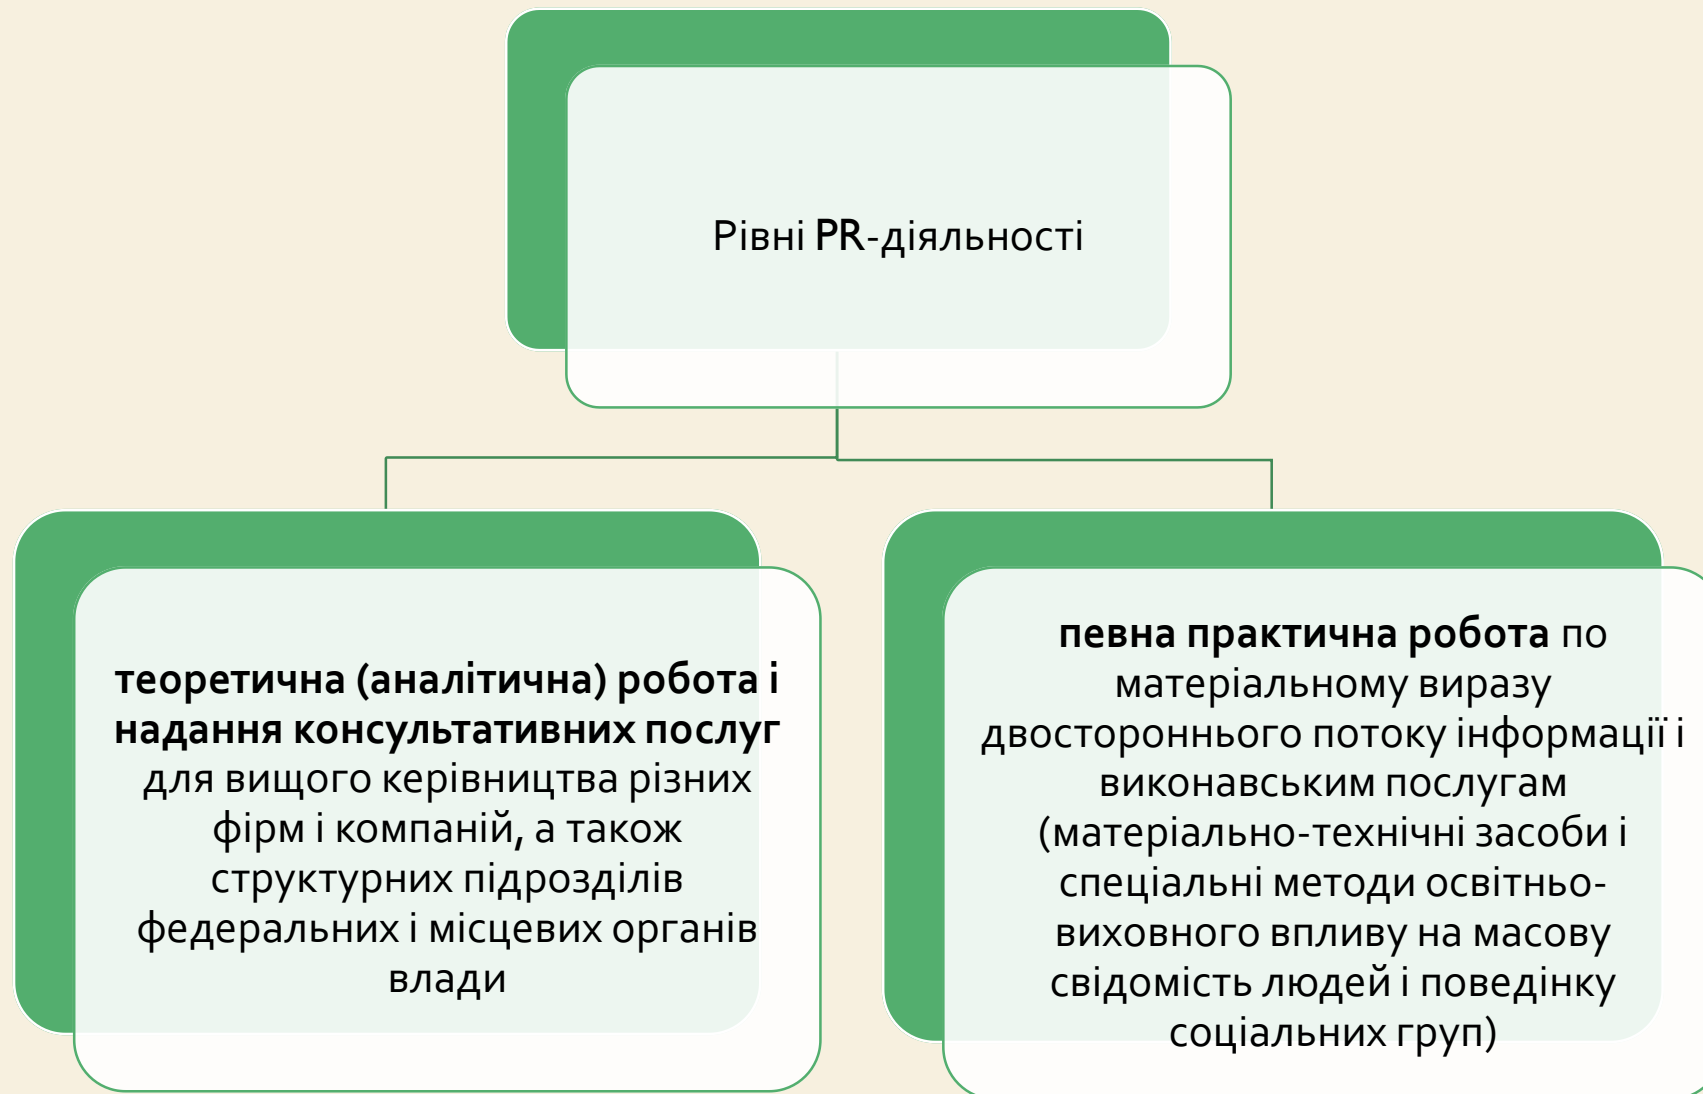 Рівні PR-діяльності
теоретична (аналітична) робота і
надання консультативних послуг
для вищого керівництва різних
фірм і компаній, а також
структурних підрозділів
федеральних і місцевих органів
влади
певна практична робота по
матеріальному виразу
двостороннього потоку інформації і
виконавським послугам
(матеріально-технічні засоби і
спеціальні методи освітньо-
виховного впливу на масову
свідомість людей і поведінку
соціальних груп)